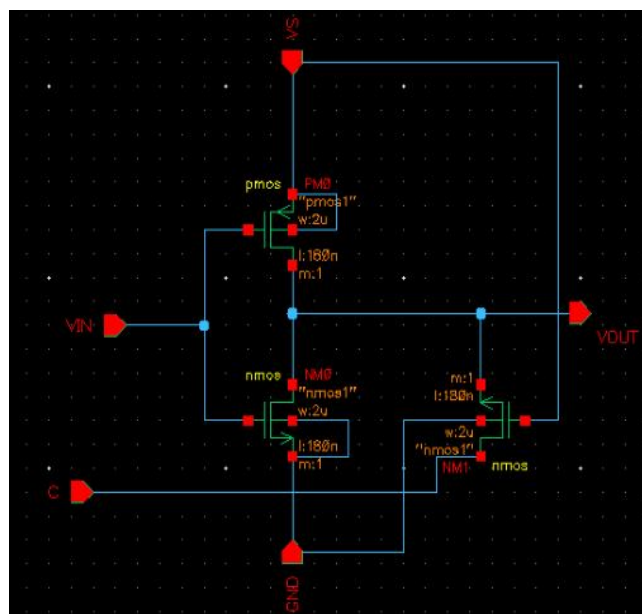 VS
pmos PM0
"pmos1"
w:2u
l:180n
m:1
VIN
VOUT
nmos NM0
"nmos1"
w:2u
l:180n
m:1
m:1
l:180n
w:2u
"nmos1"
NM1 nmos
C
GND